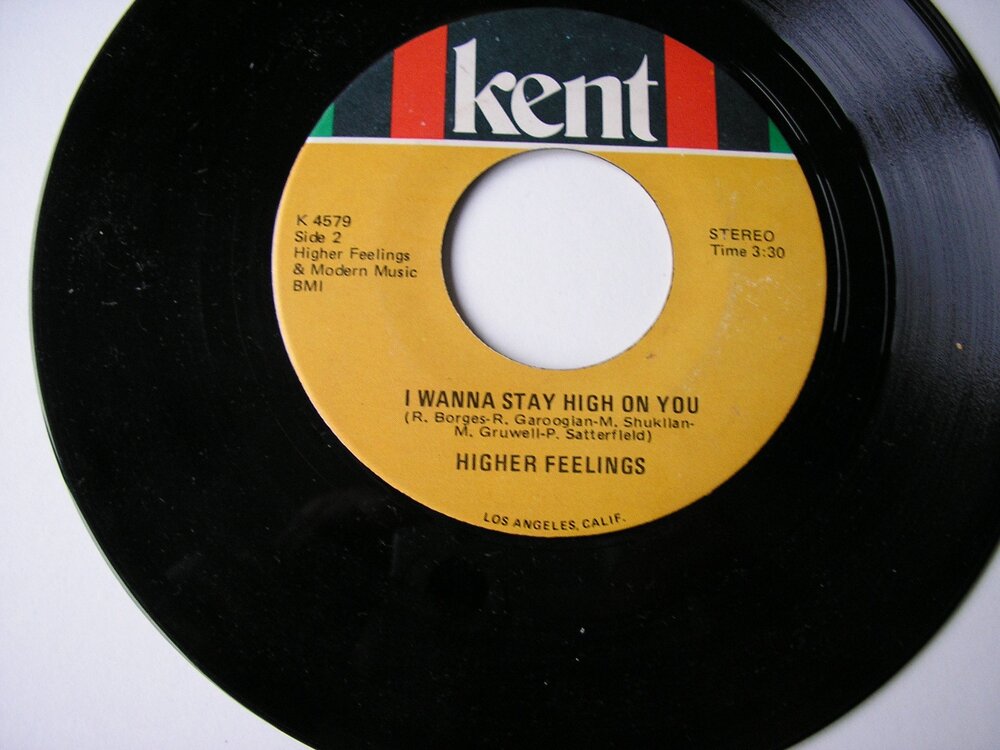 kent
K 4579
Side 2
Higher Feelings
& Modern Music
BMI
STEREO
Time 3:30
I WANNA STAY HIGH ON YOU
(R. Borges-R. Garoogian-M. Shukllan-
M. Gruwell-P. Satterfield)
HIGHER FEELINGS
LOS ANGELES, CALIF.